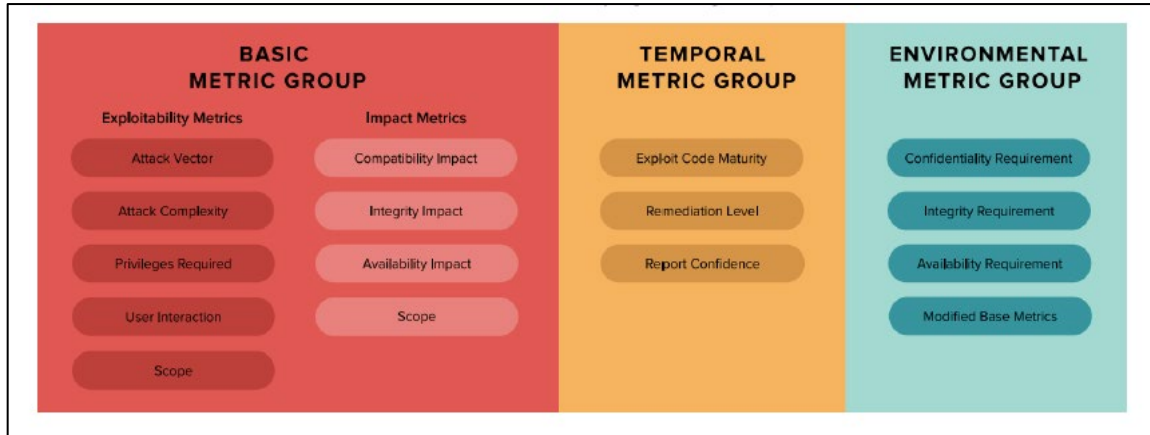 BASIC
METRIC GROUP
Exploitability Metrics
Attack Vector
Attack Complexity
Privileges Required
User Interaction
Scope
Impact Metrics
Compatibility Impact
Integrity Impact
Availability Impact
Scope
TEMPORAL
METRIC GROUP
Exploit Code Maturity
Remediation Level
Report Confidence
ENVIRONMENTAL
METRIC GROUP
Confidentiality Requirement
Integrity Requirement
Availability Requirement
Modified Base Metrics